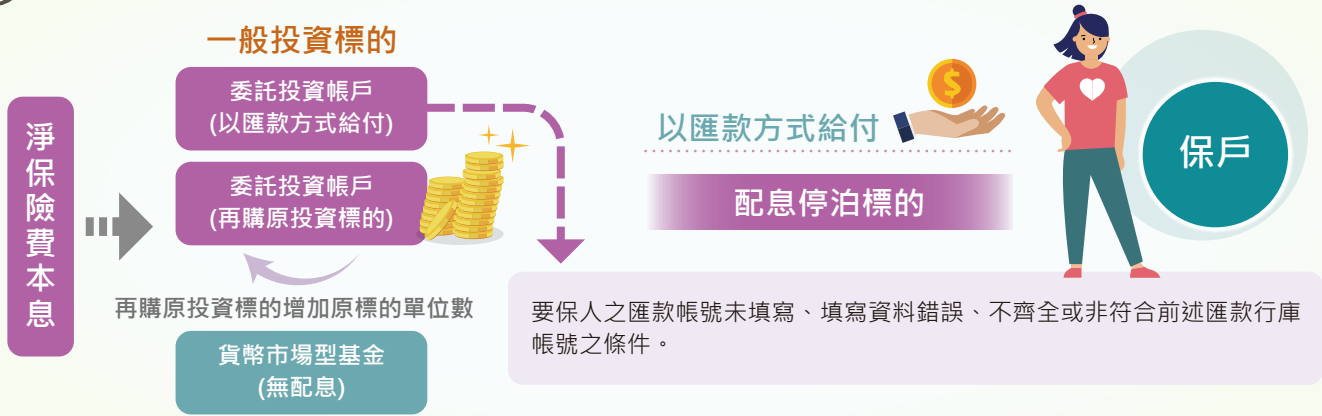 淨保險費本息
一般投資標的
委託投資帳戶
(以匯款方式給付)
委託投資帳戶
(再購原投資標的)
再購原投資標的增加原標的單位數
貨幣市場型基金
(無配息)
以匯款方式給付
$
配息停泊標的
保戶
要保人之匯款帳號未填寫、填寫資料錯誤、不齊全或非符合前述匯款行庫
帳號之條件。